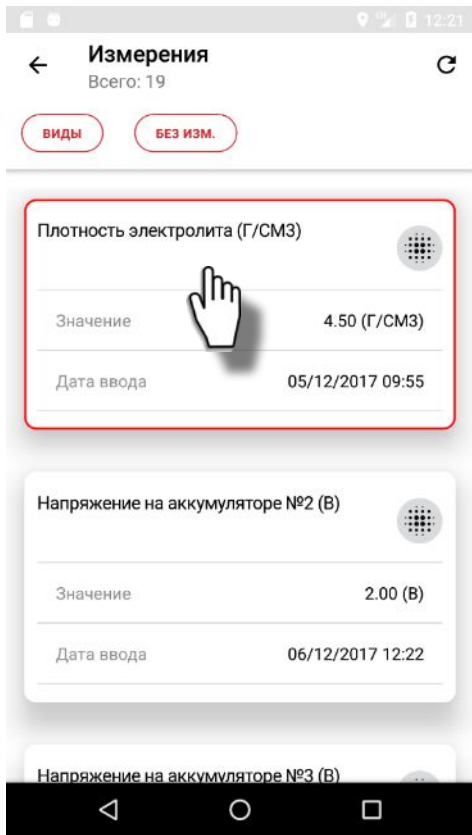 12:21
Измерения
Всего: 19
ВИДЫ
БЕЗ ИЗМ.
Плотность электролита (Г/СМ3)
Значение
4.50 (Г/СМ3)
Дата ввода
05/12/2017 09:55
Напряжение на аккумуляторе №2 (В)
Значение
2.00 (В)
Дата ввода
06/12/2017 12:22
Напряжение на аккумуляторе №3 (В)